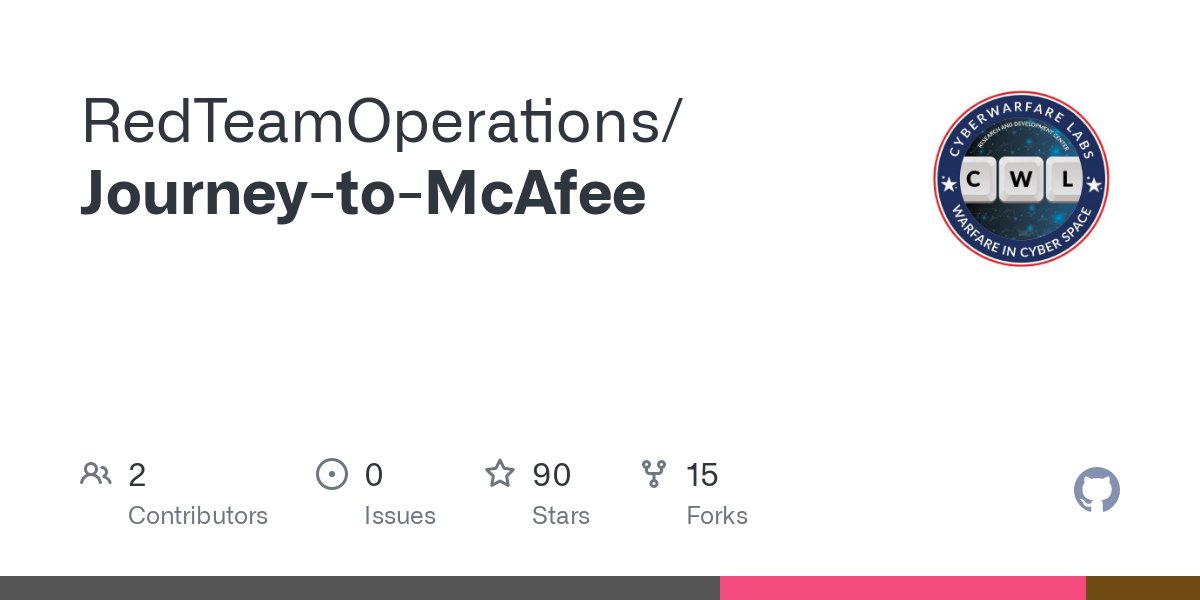 RedTeamOperations/
Journey-to-McAfee
CYBERWARFARE LABS
RESEARCH AND DEVELOPMENT CENTER
C W L
WARFARE IN CYBER SPACE
2
Contributors
0
Issues
90
Stars
15
Forks